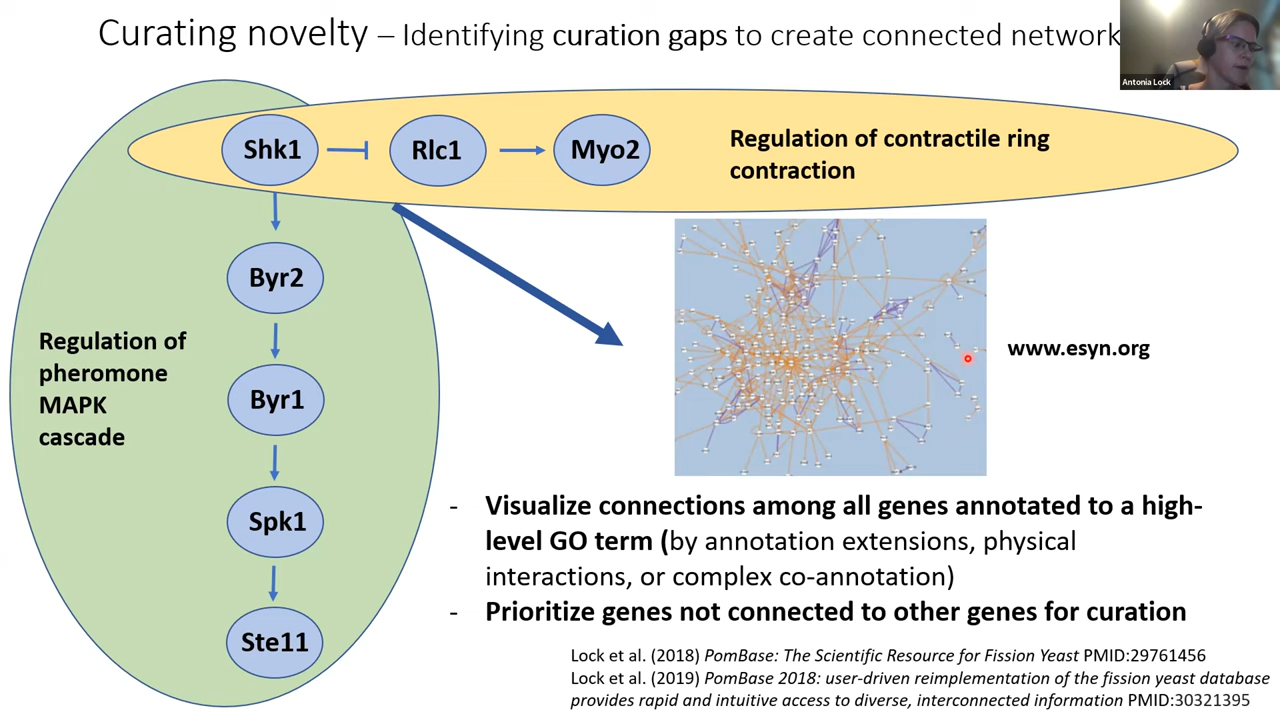 Curating novelty – Identifying curation gaps to create connected network
Antonia Lock
Shk1
Rlc1
Myo2
Regulation of contractile ring
contraction
Byr2
Regulation of
pheromone
MAPK
cascade
Byr1
www.esyn.org
Spk1
Ste11
- Visualize connections among all genes annotated to a high-
level GO term (by annotation extensions, physical
interactions, or complex co-annotation)
- Prioritize genes not connected to other genes for curation
Lock et al. (2018) PomBase: The Scientific Resource for Fission Yeast PMID:29761456
Lock et al. (2019) PomBase 2018: user-driven reimplementation of the fission yeast database
provides rapid and intuitive access to diverse, interconnected information PMID:30321395